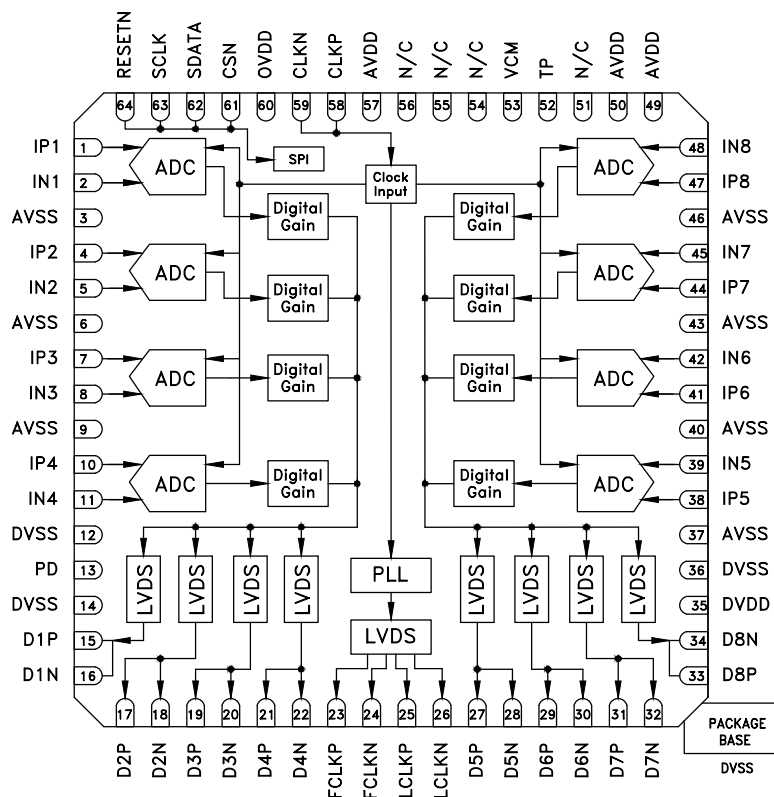 RESETN
SCLK
SDATA
CSN
OVDD
CLKN
CLKP
AVDD
N/C
N/C
N/C
VCM
TP
N/C
AVDD
AVDD
64
63
62
61
60
59
58
57
56
55
54
53
52
51
50
49
IP1
1
IN1
2
AVSS
3
IP2
4
IN2
5
AVSS
6
IP3
7
IN3
8
AVSS
9
IP4
10
IN4
11
DVSS
12
PD
13
DVSS
14
D1P
15
D1N
16
ADC
ADC
ADC
ADC
SPI
Clock
Input
Digital
Gain
Digital
Gain
Digital
Gain
Digital
Gain
Digital
Gain
Digital
Gain
Digital
Gain
Digital
Gain
ADC
ADC
ADC
ADC
48
IN8
47
IP8
46
AVSS
45
IN7
44
IP7
43
AVSS
42
IN6
41
IP6
40
AVSS
39
IN5
38
IP5
37
AVSS
36
DVSS
35
DVDD
34
D8N
33
D8P
LVDS
LVDS
LVDS
LVDS
PLL
LVDS
LVDS
LVDS
LVDS
LVDS
17
18
19
20
21
22
23
24
25
26
27
28
29
30
31
32
D2P
D2N
D3P
D3N
D4P
D4N
FCLKP
FCLKN
LCLKP
LCLKN
D5P
D5N
D6P
D6N
D7P
D7N
PACKAGE
BASE
DVSS